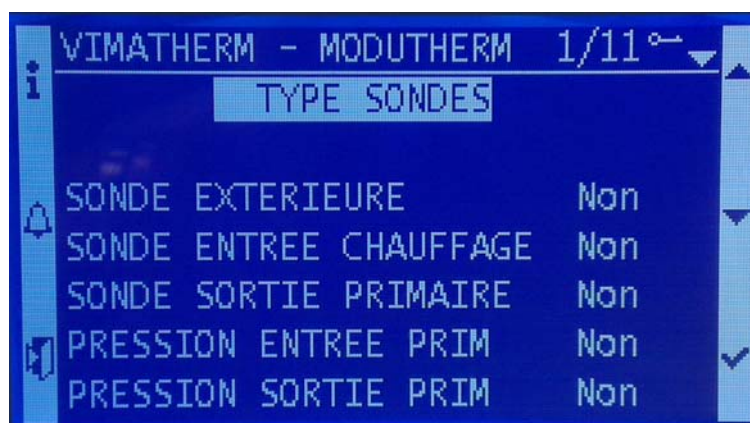 VIMATHERM - MODUTHERM 1/11
TYPE SONDES
SONDE EXTERIEURE Non
SONDE ENTREE CHAUFFAGE Non
SONDE SORTIE PRIMAIRE Non
PRESSION ENTREE PRIM Non
PRESSION SORTIE PRIM Non